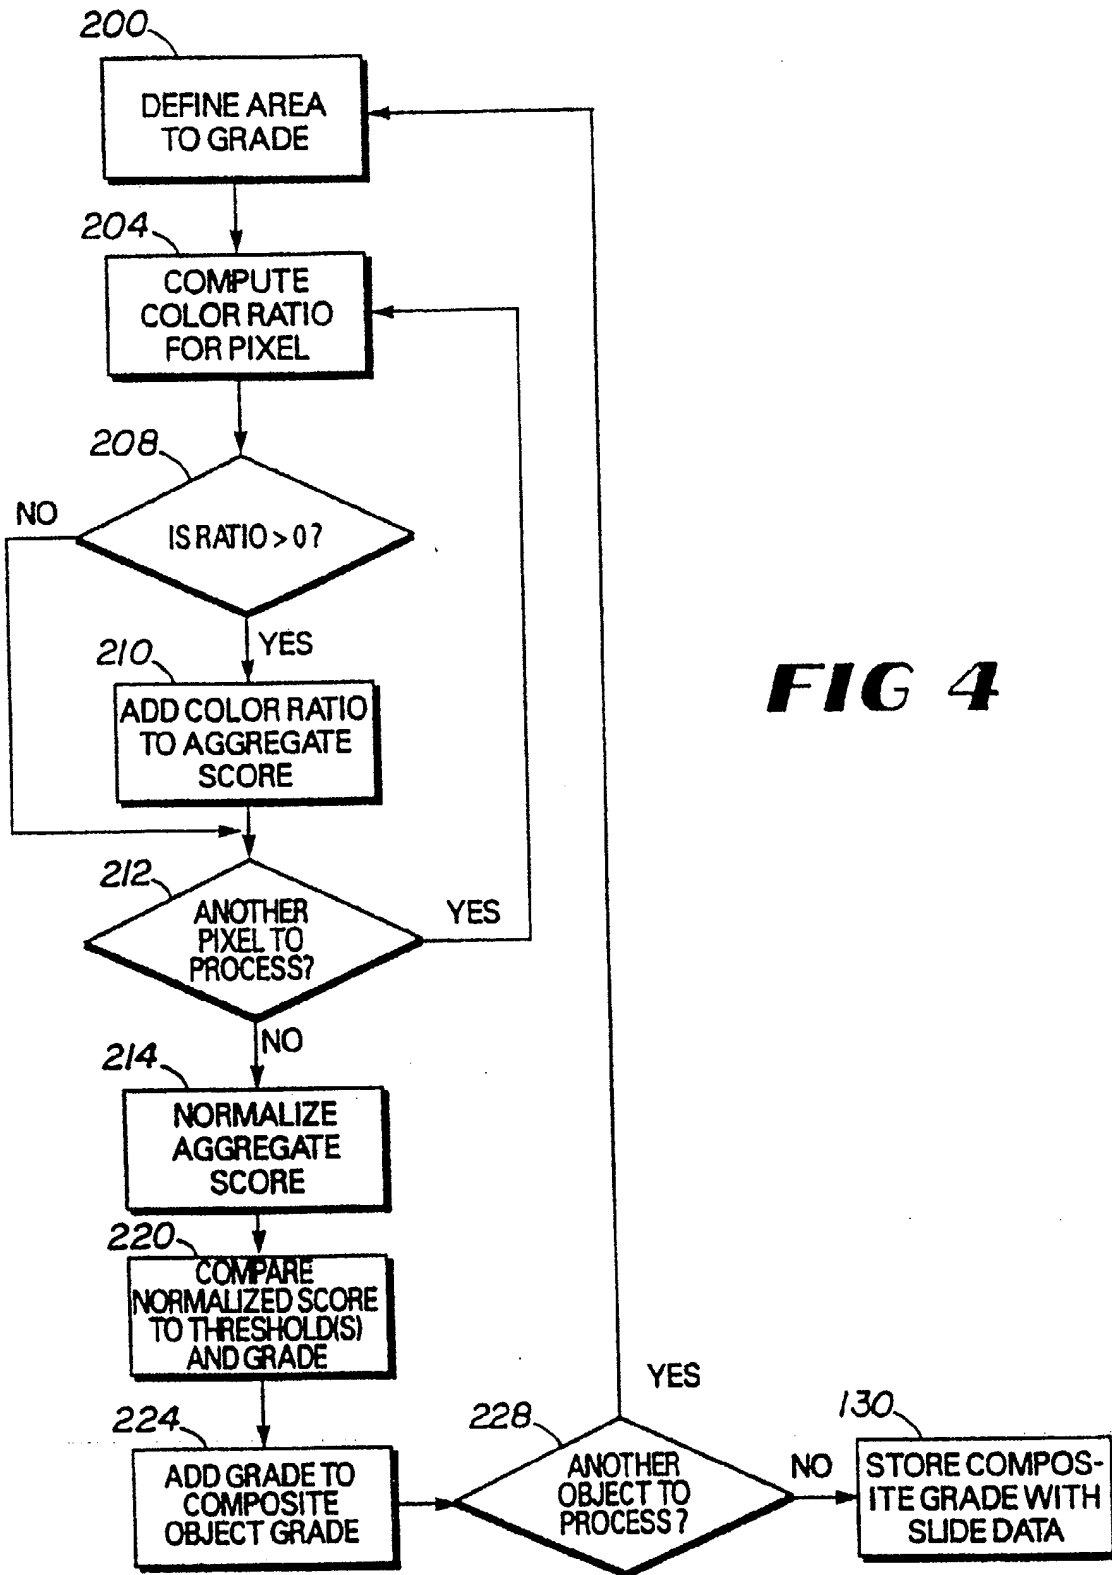 200
DEFINE AREA
TO GRADE
204
COMPUTE
COLOR RATIO
FOR PIXEL
208
NO
IS RATIO > 0?
YES
210
ADD COLOR RATIO
TO AGGREGATE
SCORE
FIG 4
212
ANOTHER
PIXEL TO
PROCESS?
YES
NO
214
NORMALIZE
AGGREGATE
SCORE
220
COMPARE
NORMALIZED SCORE
TO THRESHOLD(S)
AND GRADE
224
ADD GRADE TO
COMPOSITE
OBJECT GRADE
228
YES
ANOTHER
OBJECT TO
PROCESS?
NO
130
STORE COMPOS-
ITE GRADE WITH
SLIDE DATA